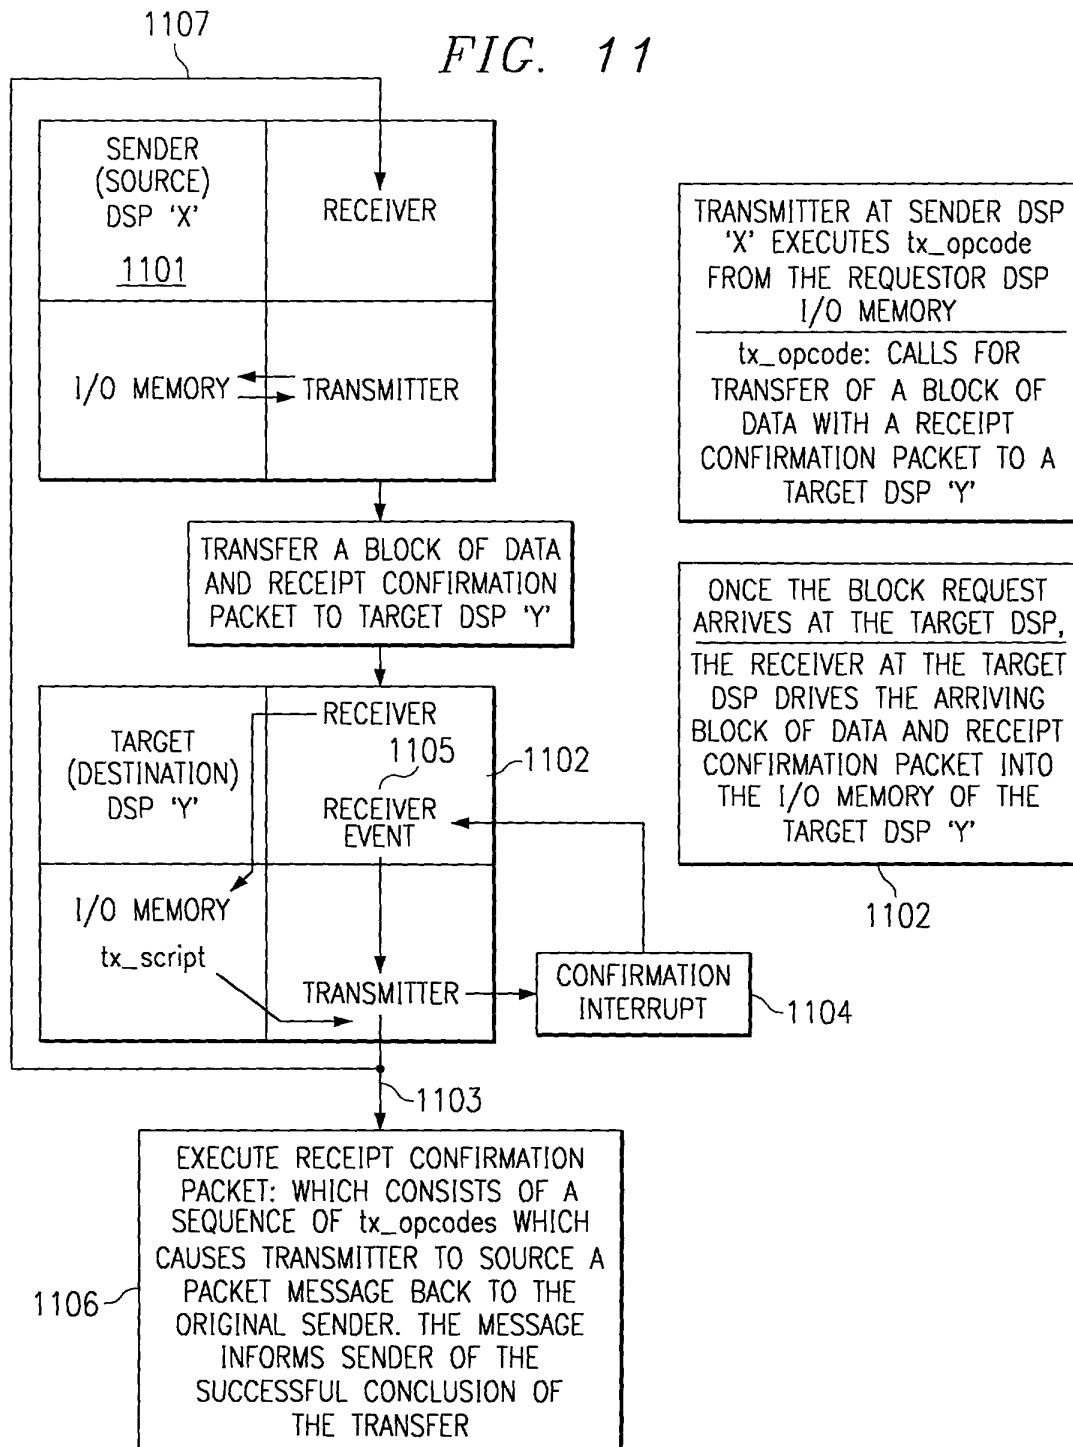 1107
FIG. 11
SENDER
(SOURCE)
DSP 'X'
1101
RECEIVER
I/O MEMORY
TRANSMITTER
TRANSFER A BLOCK OF DATA
AND RECEIPT CONFIRMATION
PACKET TO TARGET DSP 'Y'
TARGET
(DESTINATION)
DSP 'Y'
RECEIVER
1105
RECEIVER
EVENT
1102
I/O MEMORY
tx_script
TRANSMITTER
CONFIRMATION
INTERRUPT
1104
1103
EXECUTE RECEIPT CONFIRMATION
PACKET: WHICH CONSISTS OF A
SEQUENCE OF tx_opcodes WHICH
CAUSES TRANSMITTER TO SOURCE A
PACKET MESSAGE BACK TO THE
ORIGINAL SENDER. THE MESSAGE
INFORMS SENDER OF THE
SUCCESSFUL CONCLUSION OF
THE TRANSFER
1106
TRANSMITTER AT SENDER DSP
'X' EXECUTES tx_opcode
FROM THE REQUESTOR DSP
I/O MEMORY
tx_opcode: CALLS FOR
TRANSFER OF A BLOCK OF
DATA WITH A RECEIPT
CONFIRMATION PACKET TO A
TARGET DSP 'Y'
ONCE THE BLOCK REQUEST
ARRIVES AT THE TARGET DSP,
THE RECEIVER AT THE TARGET
DSP DRIVES THE ARRIVING
BLOCK OF DATA AND RECEIPT
CONFIRMATION PACKET INTO
THE I/O MEMORY OF THE
TARGET DSP 'Y'
1102